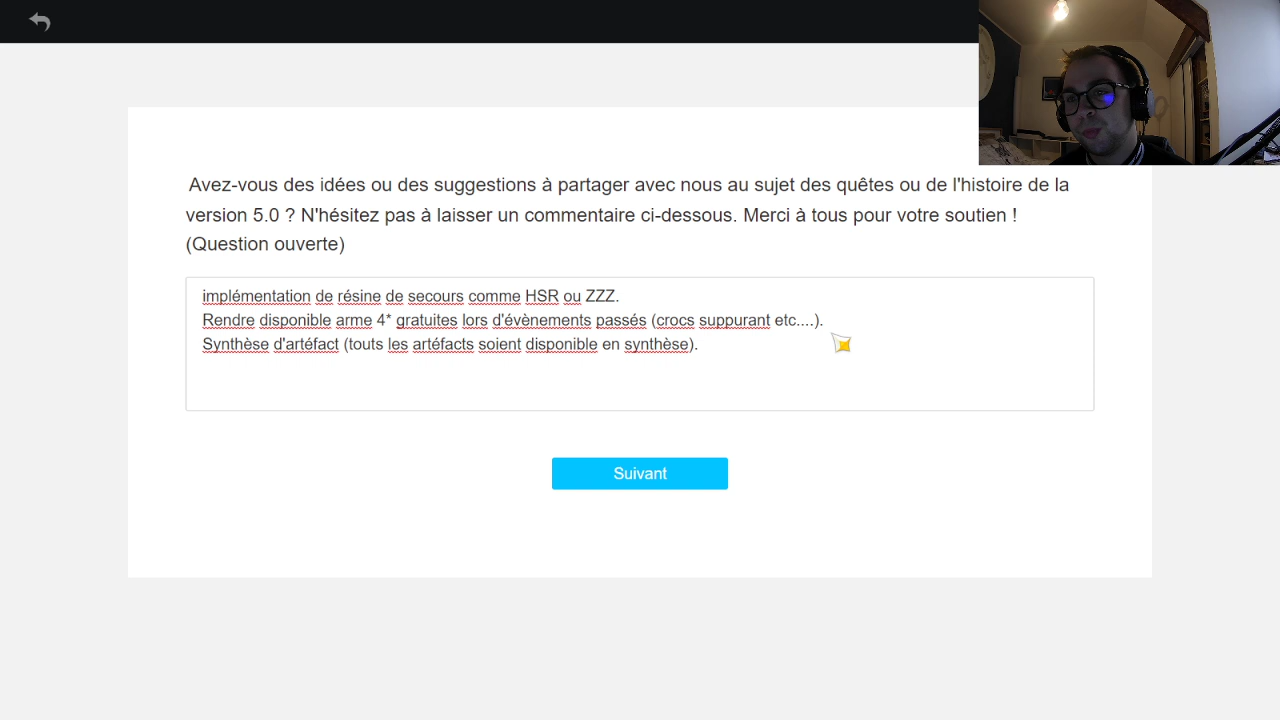 Avez-vous des idées ou des suggestions à partager avec nous au sujet des quêtes ou de l'histoire de la
version 5.0 ? N'hésitez pas à laisser un commentaire ci-dessous. Merci à tous pour votre soutien !
(Question ouverte)
implémentation de résine de secours comme HSR ou ZZZ.
Rendre disponible arme 4* gratuites lors d'évènements passés (crocs suppurant etc....).
Synthèse d'artéfact (touts les artéfacts soient disponible en synthèse).
Suivant